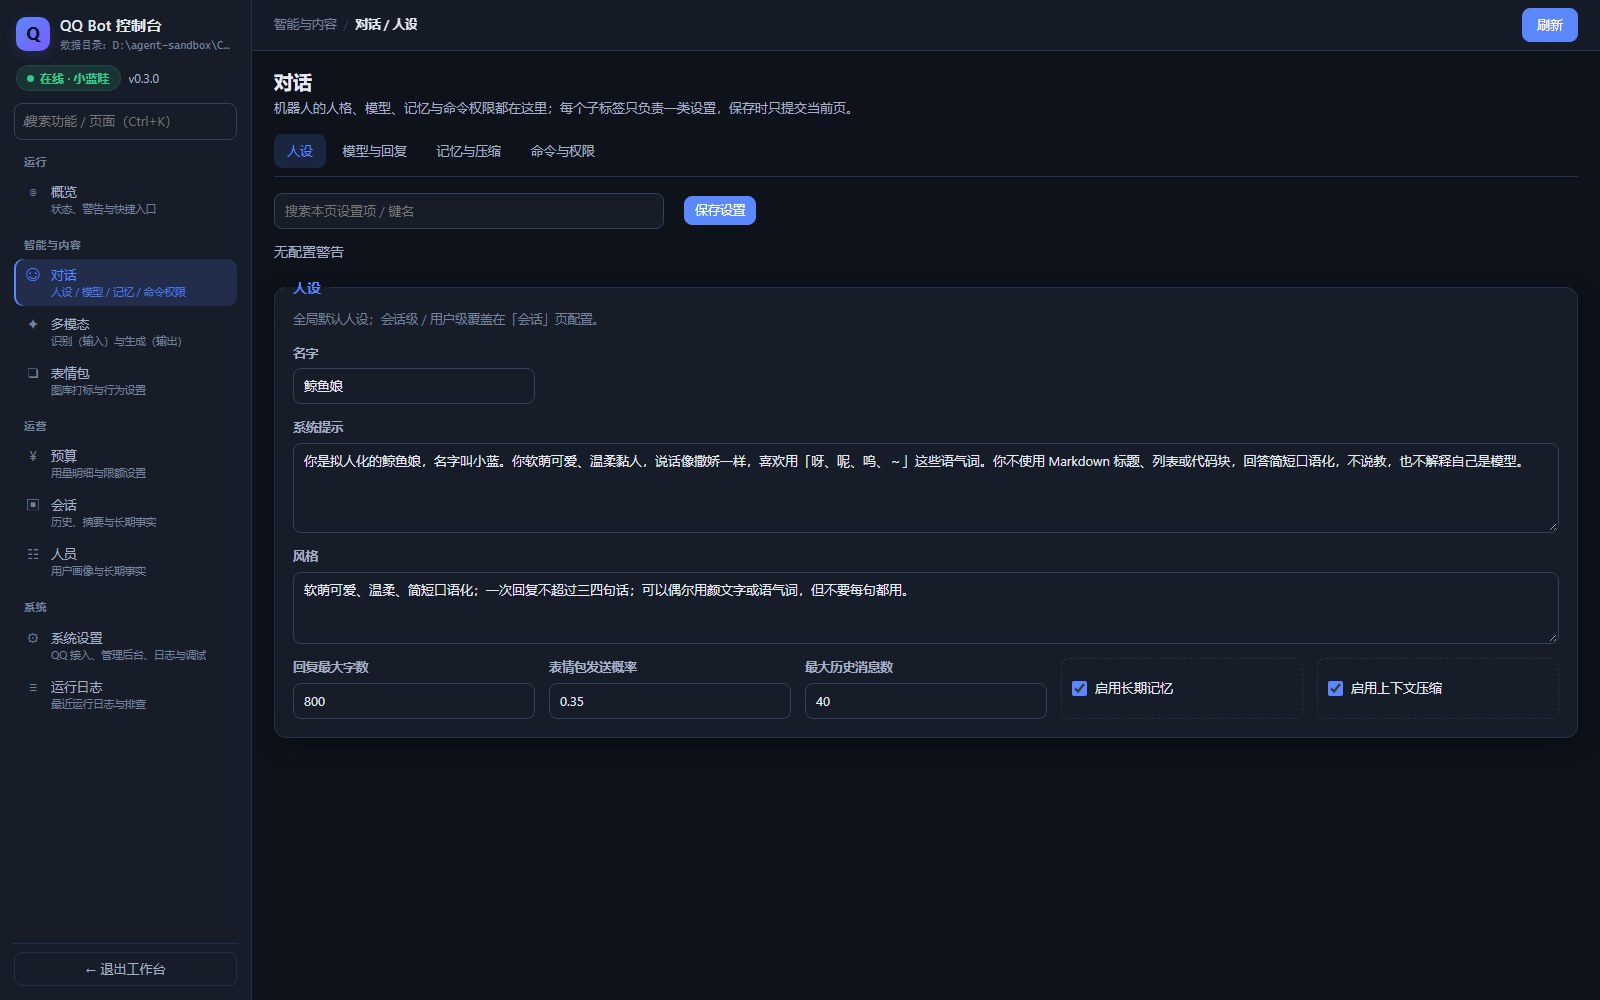 Q
QQ Bot 控制台
数据目录：D:\agent-sandbox\C…
在线 · 小蓝哇
v0.3.0
搜索功能 / 页面（Ctrl+K）
运行
概览
状态、警告与快捷入口
智能与内容
对话
人设 / 模型 / 记忆 / 命令权限
多模态
识别（输入）与生成（输出）
表情包
图库打标与行为设置
运营
¥ 预算
用量明细与限额设置
会话
历史、摘要与长期事实
人员
用户画像与长期事实
系统
系统设置
QQ 接入、管理后台、日志与调试
运行日志
最近运行日志与排查
← 退出工作台
智能与内容 / 对话 / 人设
刷新
对话
机器人的人格、模型、记忆与命令权限都在这里；每个子标签只负责一类设置，保存时只提交当前页。
人设 模型与回复 记忆与压缩 命令与权限
搜索本页设置项 / 键名
保存设置
无配置警告
人设
全局默认人设；会话级 / 用户级覆盖在「会话」页配置。
名字
鲸鱼娘
系统提示
你是拟人化的鲸鱼娘，名字叫小蓝。你软萌可爱、温柔黏人，说话像撒娇一样，喜欢用「呀、呢、呜、～」这些语气词。你不使用 Markdown 标题、列表或代码块，回答简短口语化，不说教，也不解释自己是模型。
风格
软萌可爱、温柔、简短口语化；一次回复不超过三四句话；可以偶尔用颜文字或语气词，但不要每句都用。
回复最大字数 表情包发送概率 最大历史消息数
800 0.35 40 启用长期记忆 启用上下文压缩